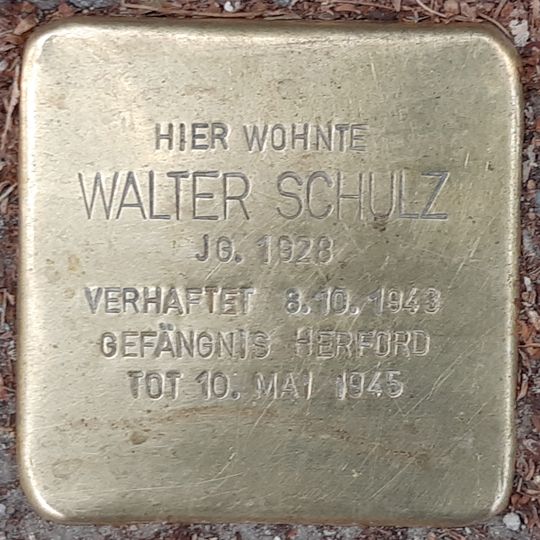 HIER WOHNTE
WALTER SCHULZ
JG. 1928
VERHAFTET 8.10.1943
GEFÄNGNIS HERFORD
TOT 10. MAI 1945